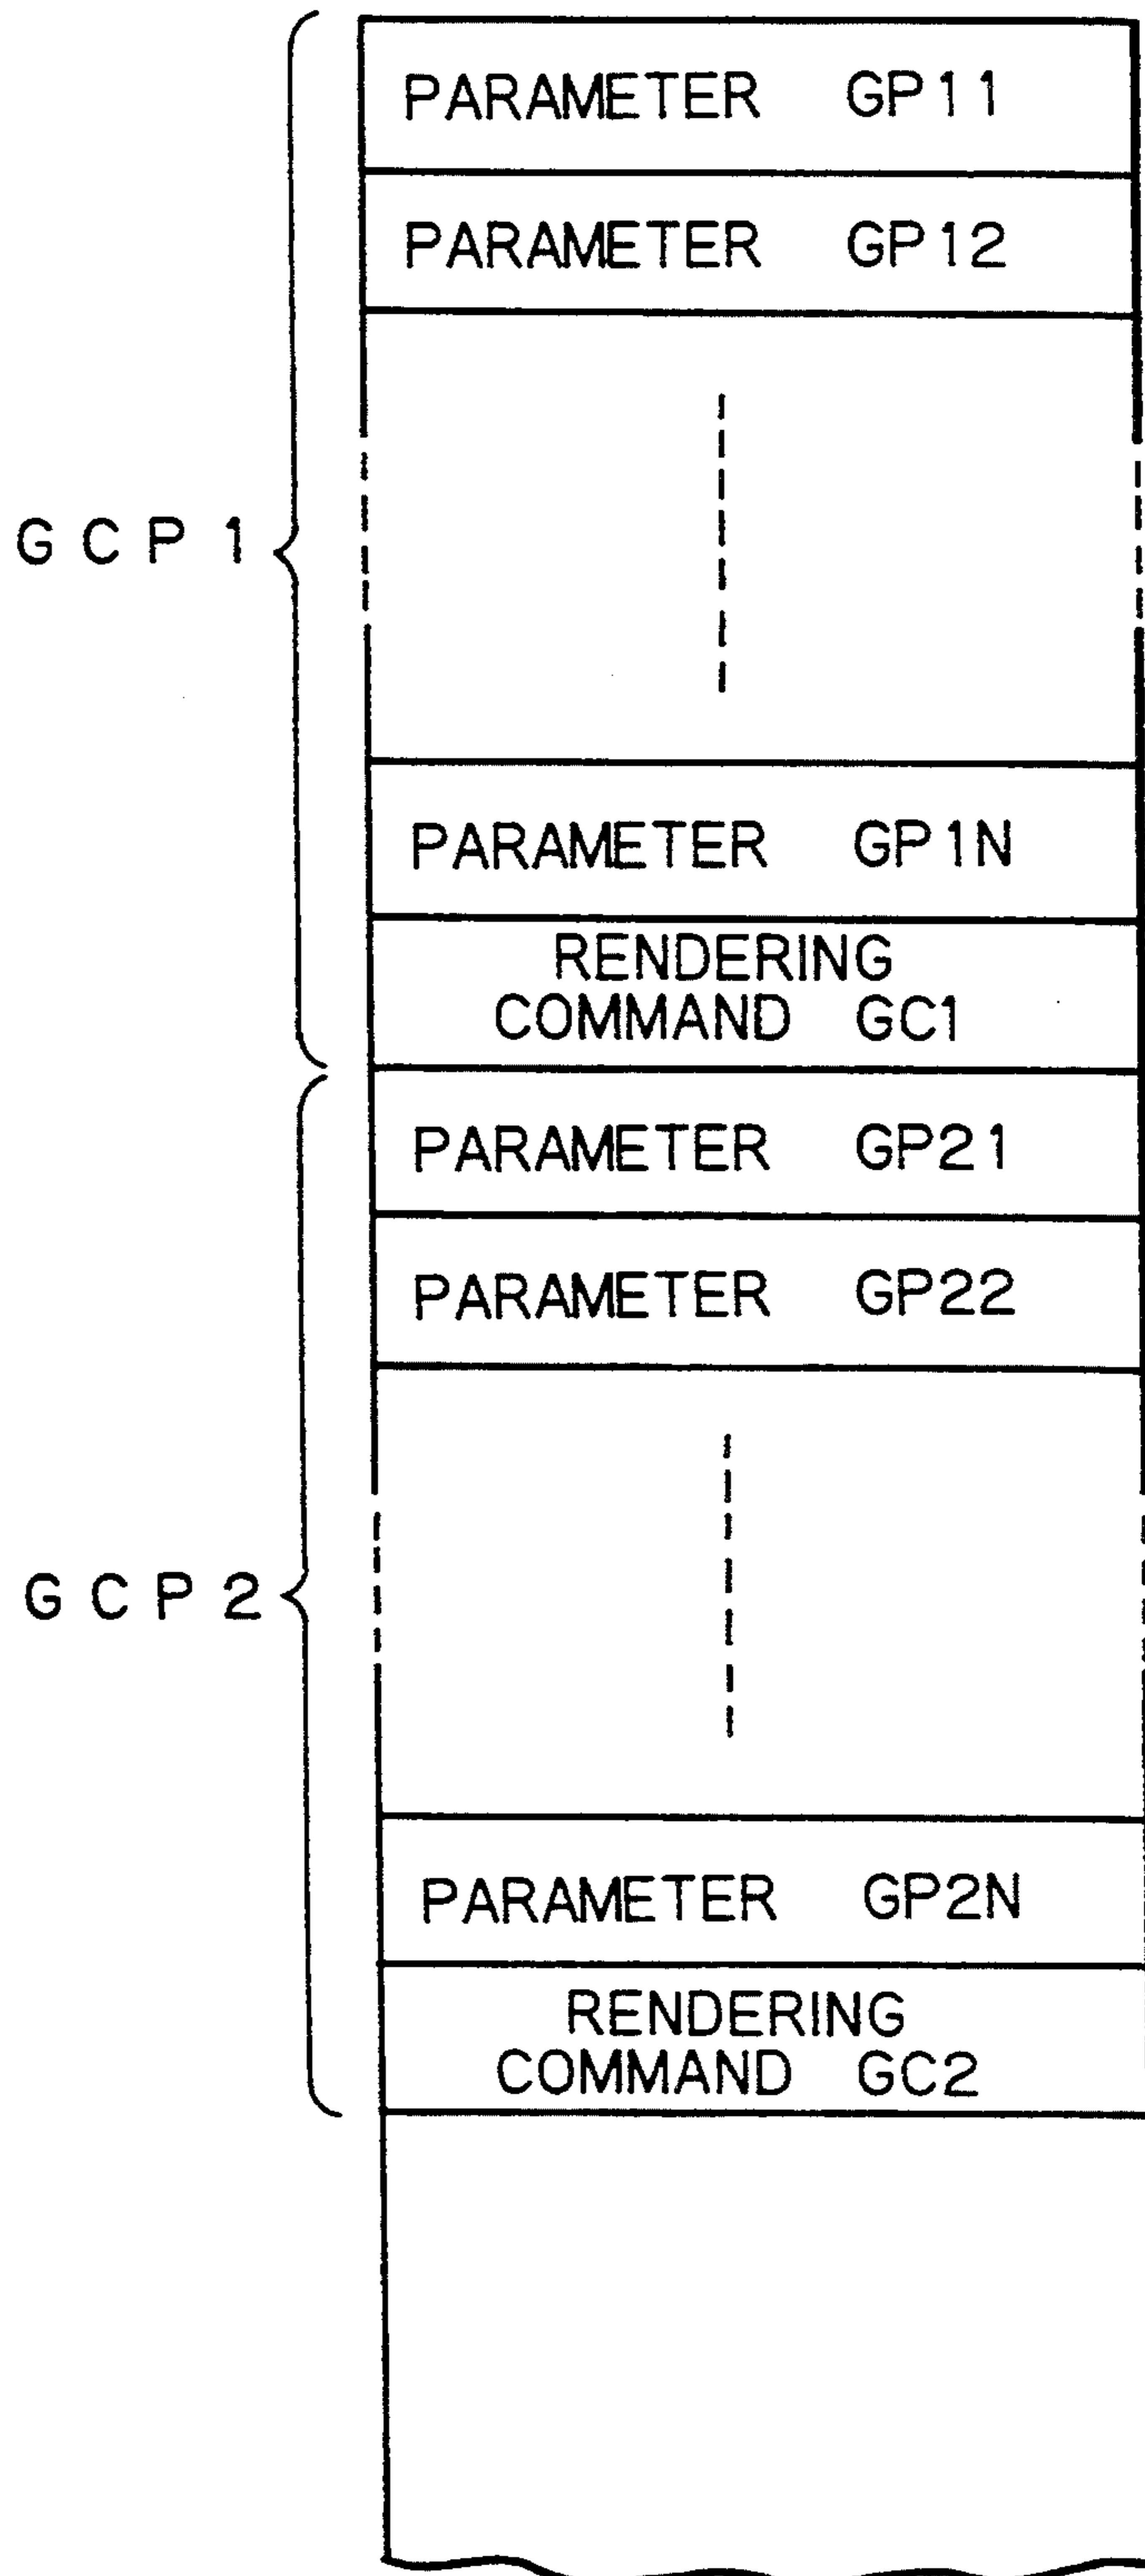 PARAMETER GP11
PARAMETER GP12
GCP1
PARAMETER GP1N
RENDERING
COMMAND GC1
PARAMETER GP21
PARAMETER GP22
GCP2
PARAMETER GP2N
RENDERING
COMMAND GC2